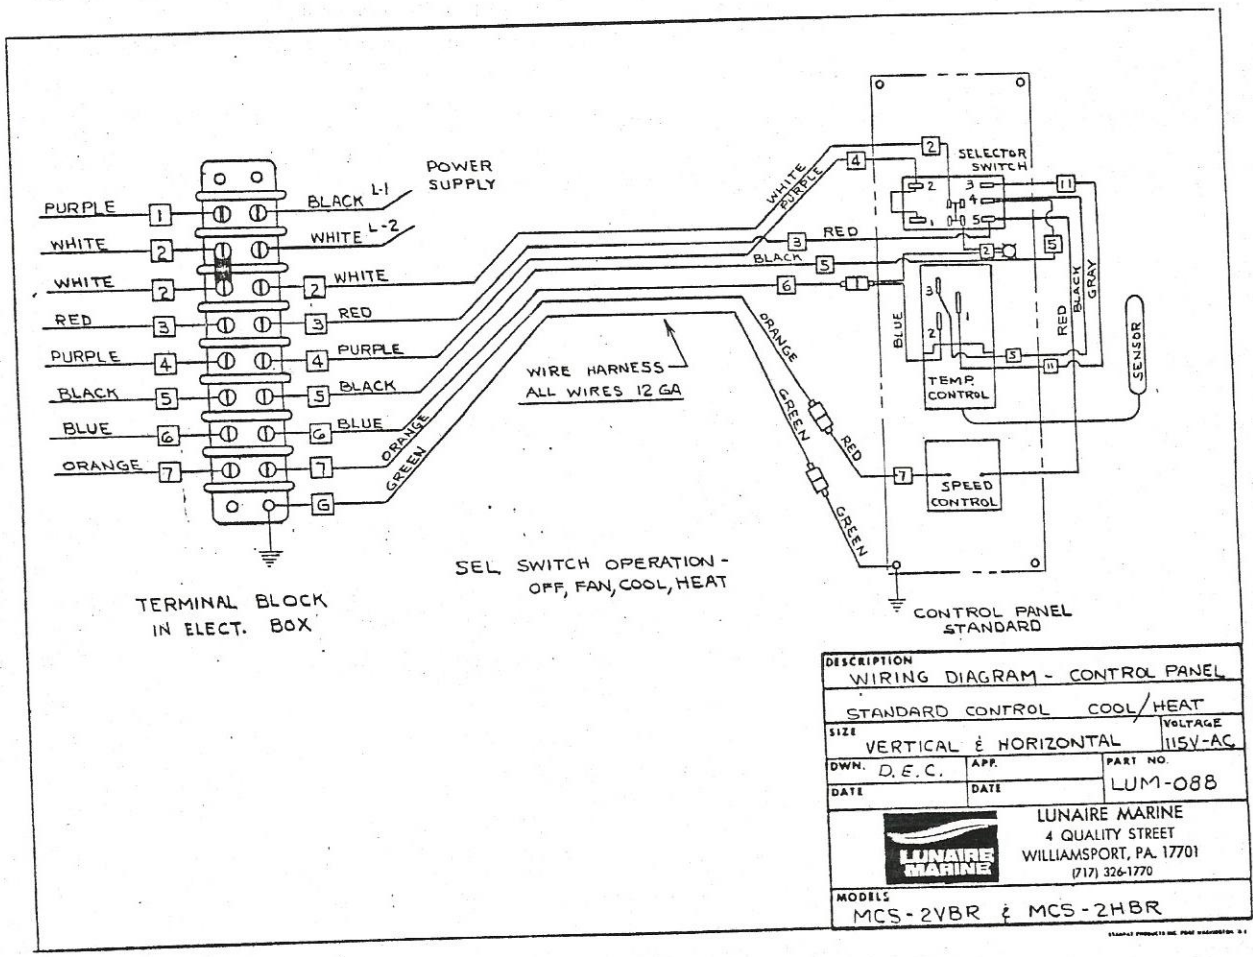 POWER
SUPPLY
PURPLE 1 BLACK L-1
WHITE 2 WHITE L-2
WHITE 2 2 WHITE
RED 3 3 RED
PURPLE 4 4 PURPLE
BLACK 5 5 BLACK
BLUE 6 6 BLUE
ORANGE 7 7 ORANGE
G GREEN
TERMINAL BLOCK
IN ELECT. BOX
WIRE HARNESS
ALL WIRES 12 GA
SEL SWITCH OPERATION -
OFF, FAN, COOL, HEAT
WHITE 2
PURPLE 4
3 RED
BLACK 5
6
ORANGE
RED 7
GREEN
GREEN
SELECTOR
SWITCH
2 3 11
4
1 5
2 5
BLUE
3
1
2
5
11
TEMP.
CONTROL
RED
BLACK
GRAY
SENSOR
SPEED
CONTROL
CONTROL PANEL
STANDARD
DESCRIPTION
WIRING DIAGRAM - CONTROL PANEL
STANDARD CONTROL COOL/HEAT
SIZE VERTICAL & HORIZONTAL
VOLTAGE 115V-AC
DWN. D.E.C. APP. PART NO.
DATE DATE LUM-088
LUNAIRE
MARINE
LUNAIRE MARINE
4 QUALITY STREET
WILLIAMSPORT, PA. 17701
(717) 326-1770
MODELS
MCS-2VBR & MCS-2HBR